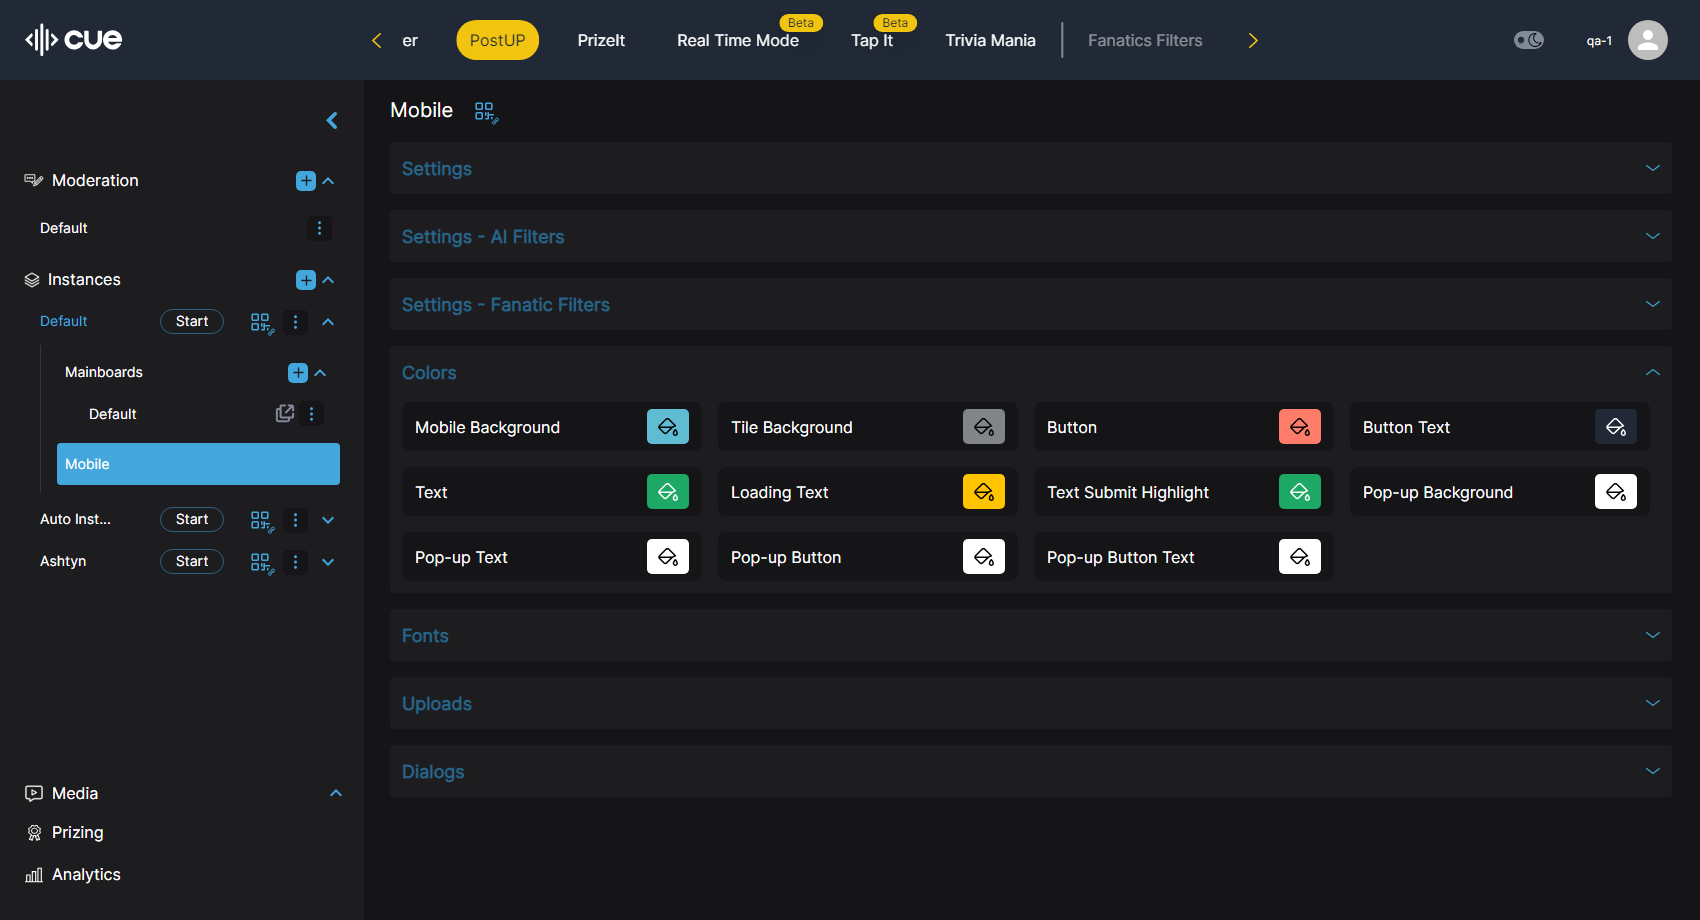 cue
er
PostUP
PrizeIt
Real Time Mode
Beta
Tap It
Beta
Trivia Mania
Fanatics Filters
qa-1
Moderation
Default
Instances
Default
Start
Mainboards
Default
Mobile
Auto Inst...
Start
Ashtyn
Start
Media
Prizing
Analytics
Mobile
Settings
Settings - AI Filters
Settings - Fanatic Filters
Colors
Mobile Background
Tile Background
Button
Button Text
Text
Loading Text
Text Submit Highlight
Pop-up Background
Pop-up Text
Pop-up Button
Pop-up Button Text
Fonts
Uploads
Dialogs